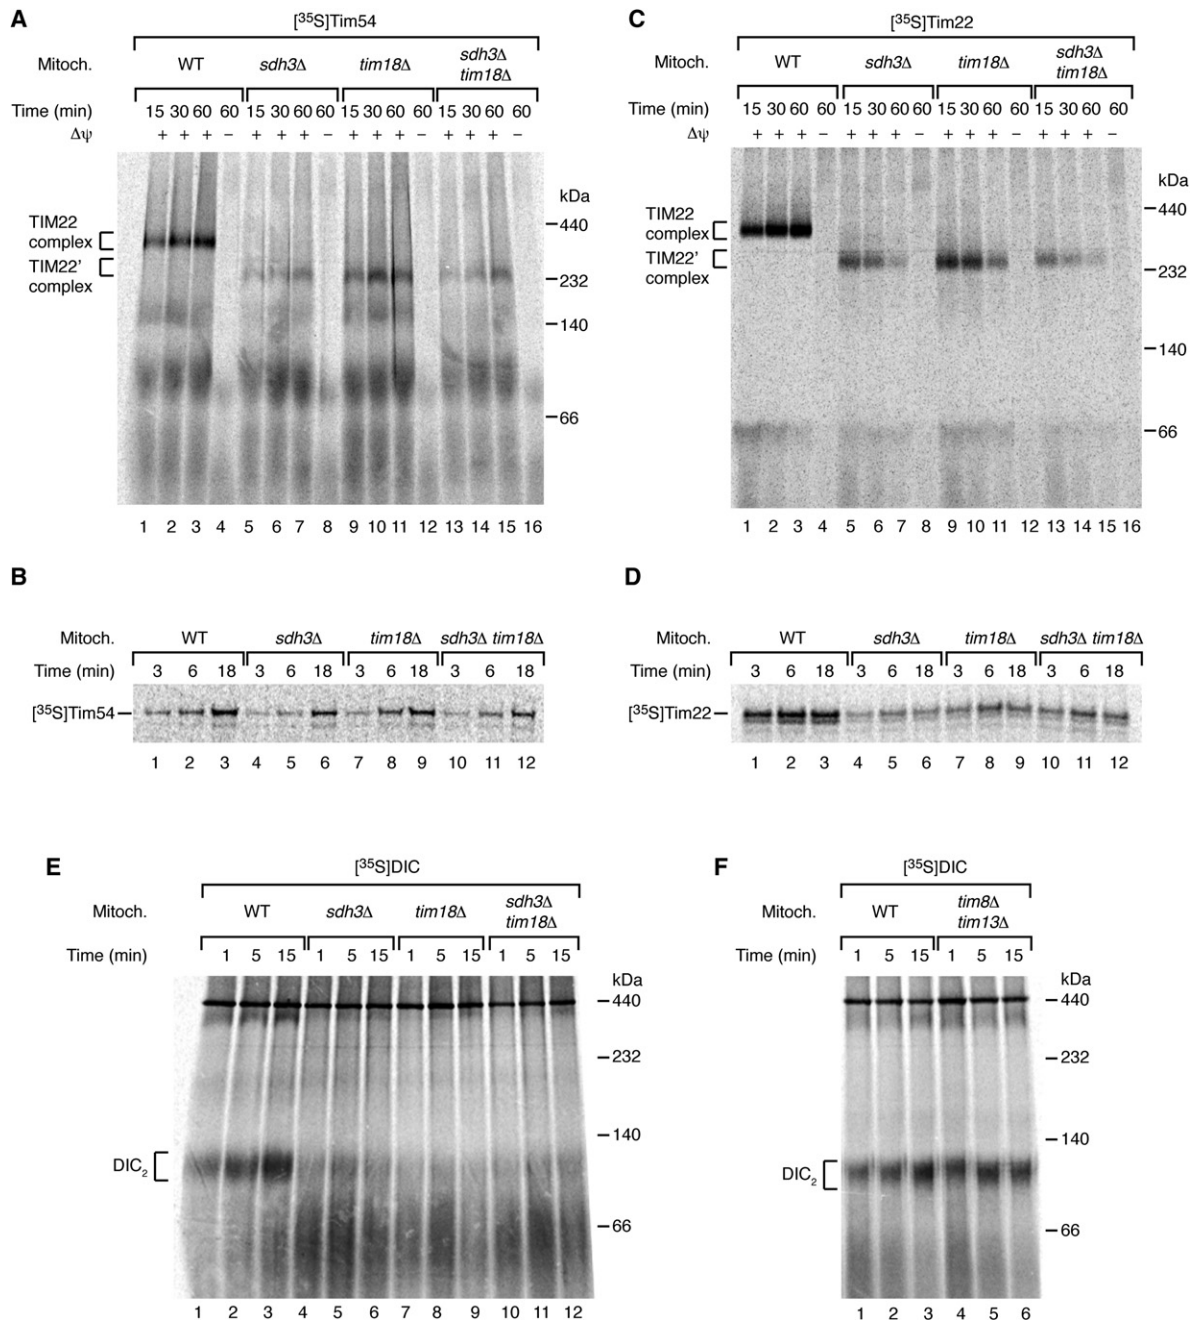 A
[³⁵S]Tim54
Mitoch. WT sdh3Δ tim18Δ sdh3Δ tim18Δ
Time (min) 15 30 60 60 15 30 60 60 15 30 60 60 15 30 60 60
Δψ + + + – + + + – + + + – + + + –
kDa
TIM22 complex
TIM22' complex
440
232
140
66
1 2 3 4 5 6 7 8 9 10 11 12 13 14 15 16
C
[³⁵S]Tim22
Mitoch. WT sdh3Δ tim18Δ sdh3Δ tim18Δ
Time (min) 15 30 60 60 15 30 60 60 15 30 60 60 15 30 60 60
Δψ + + + – + + + – + + + – + + + –
kDa
TIM22 complex
TIM22' complex
440
232
140
66
1 2 3 4 5 6 7 8 9 10 11 12 13 14 15 16
B
Mitoch. WT sdh3Δ tim18Δ sdh3Δ tim18Δ
Time (min) 3 6 18 3 6 18 3 6 18 3 6 18
[³⁵S]Tim54
1 2 3 4 5 6 7 8 9 10 11 12
D
Mitoch. WT sdh3Δ tim18Δ sdh3Δ tim18Δ
Time (min) 3 6 18 3 6 18 3 6 18 3 6 18
[³⁵S]Tim22
1 2 3 4 5 6 7 8 9 10 11 12
E
[³⁵S]DIC
Mitoch. WT sdh3Δ tim18Δ sdh3Δ tim18Δ
Time (min) 1 5 15 1 5 15 1 5 15 1 5 15
kDa
440
232
140
DIC₂
66
1 2 3 4 5 6 7 8 9 10 11 12
F
[³⁵S]DIC
Mitoch. WT tim8Δ tim13Δ
Time (min) 1 5 15 1 5 15
kDa
440
232
140
DIC₂
66
1 2 3 4 5 6